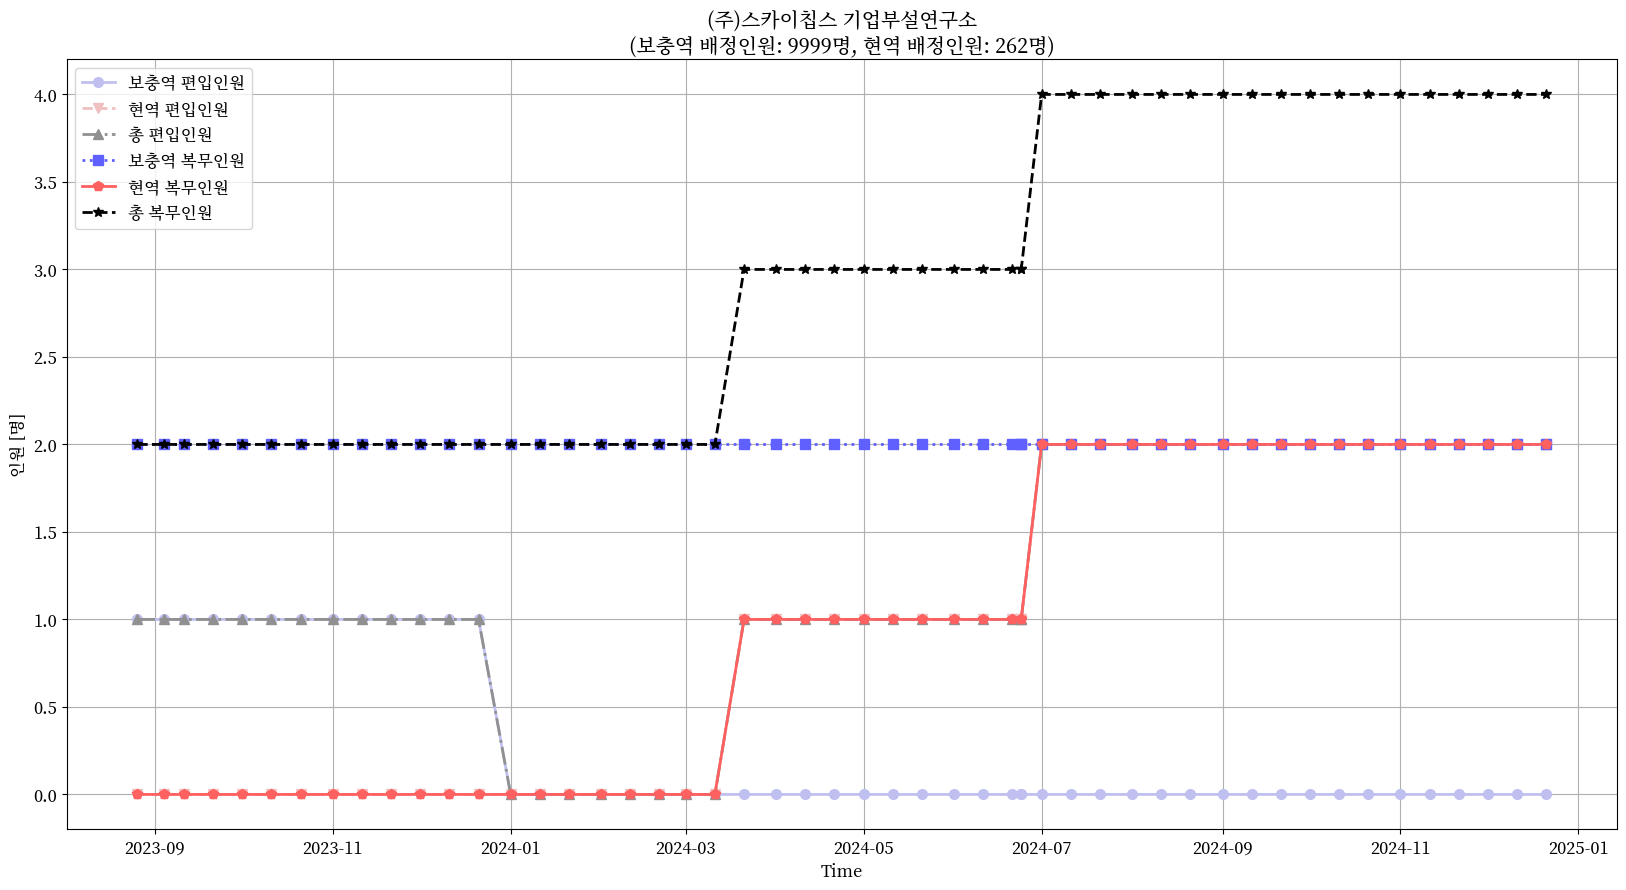 (주)스카이칩스 기업부설연구소
(보충역 배정인원: 9999명, 현역 배정인원: 262명)
보충역 편입인원
현역 편입인원
총 편입인원
보충역 복무인원
현역 복무인원
총 복무인원
인원 [명]
4.0
3.5
3.0
2.5
2.0
1.5
1.0
0.5
0.0
2023-09
2023-11
2024-01
2024-03
2024-05
2024-07
2024-09
2024-11
2025-01
Time